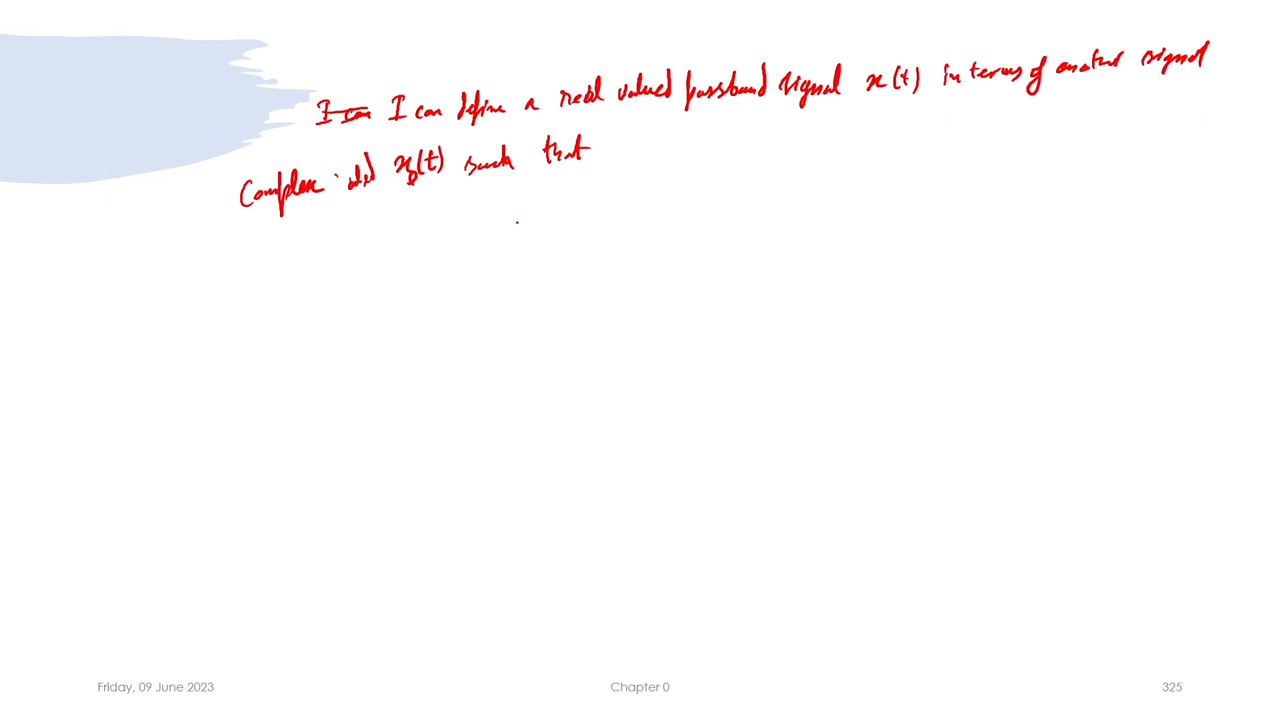 I can I can define a real valued passband signal x(t) in terms of another signal
Complex valued x_b(t) such that
Friday, 09 June 2023
Chapter 0
325